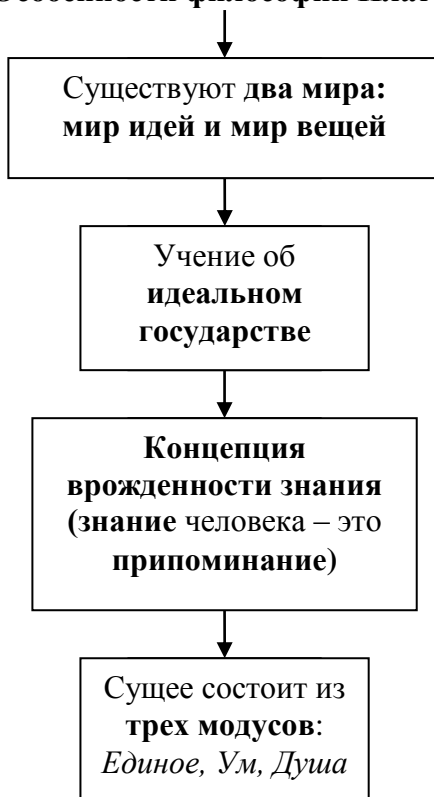 философии
Существуют два мира:
мир идей и мир вещей
Учение об
идеальном
государстве
Концепция
врожденности знания
(знание человека – это
припоминание)
Сущее состоит из
трех модусов:
Единое, Ум, Душа